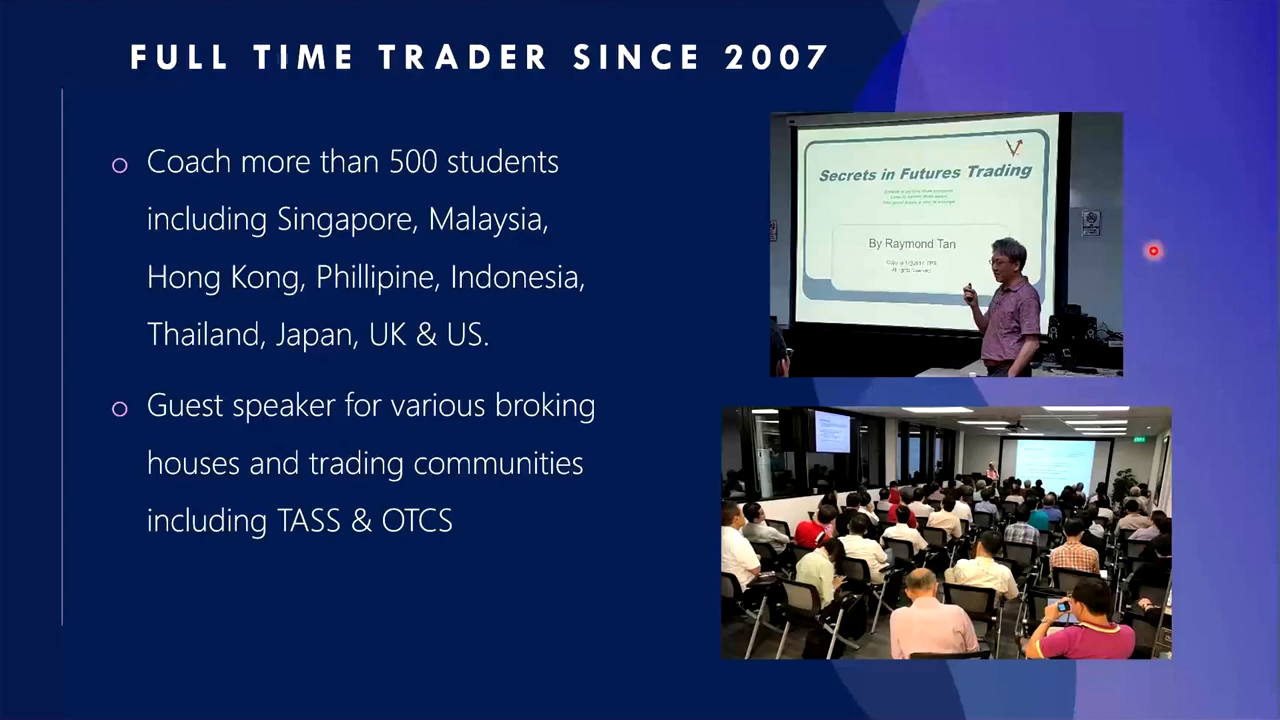 FULL TIME TRADER SINCE 2007
Coach more than 500 students
including Singapore, Malaysia,
Hong Kong, Phillipine, Indonesia,
Thailand, Japan, UK & US.
Guest speaker for various broking
houses and trading communities
including TASS & OTCS
Secrets in Futures Trading
By Raymond Tan